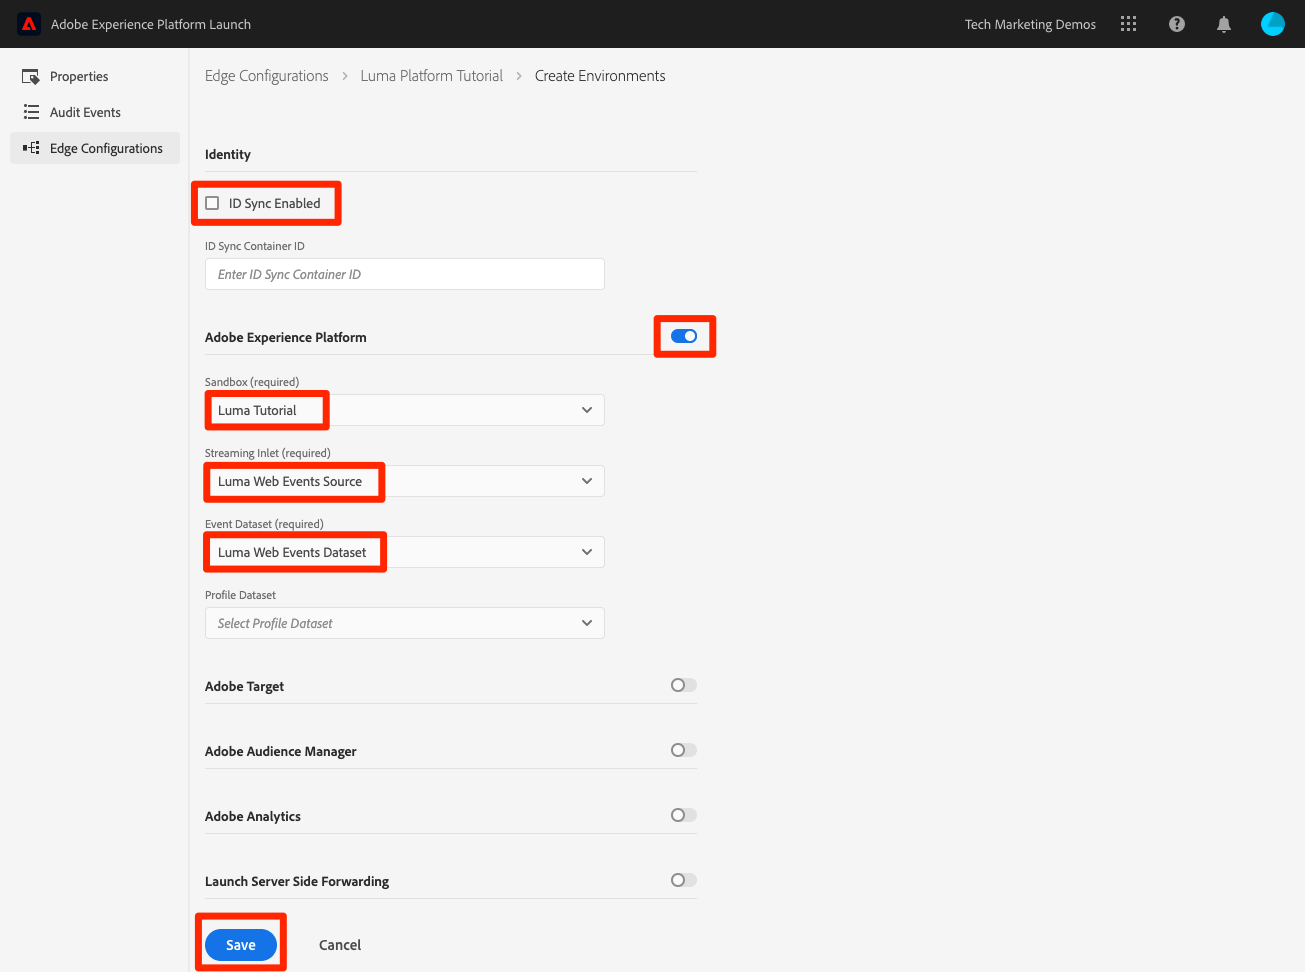 Adobe Experience Platform Launch
Tech Marketing Demos
Properties
Audit Events
Edge Configurations
Edge Configurations > Luma Platform Tutorial > Create Environments
Identity
ID Sync Enabled
ID Sync Container ID
Enter ID Sync Container ID
Adobe Experience Platform
Sandbox (required)
Luma Tutorial
Streaming Inlet (required)
Luma Web Events Source
Event Dataset (required)
Luma Web Events Dataset
Profile Dataset
Select Profile Dataset
Adobe Target
Adobe Audience Manager
Adobe Analytics
Launch Server Side Forwarding
Save
Cancel